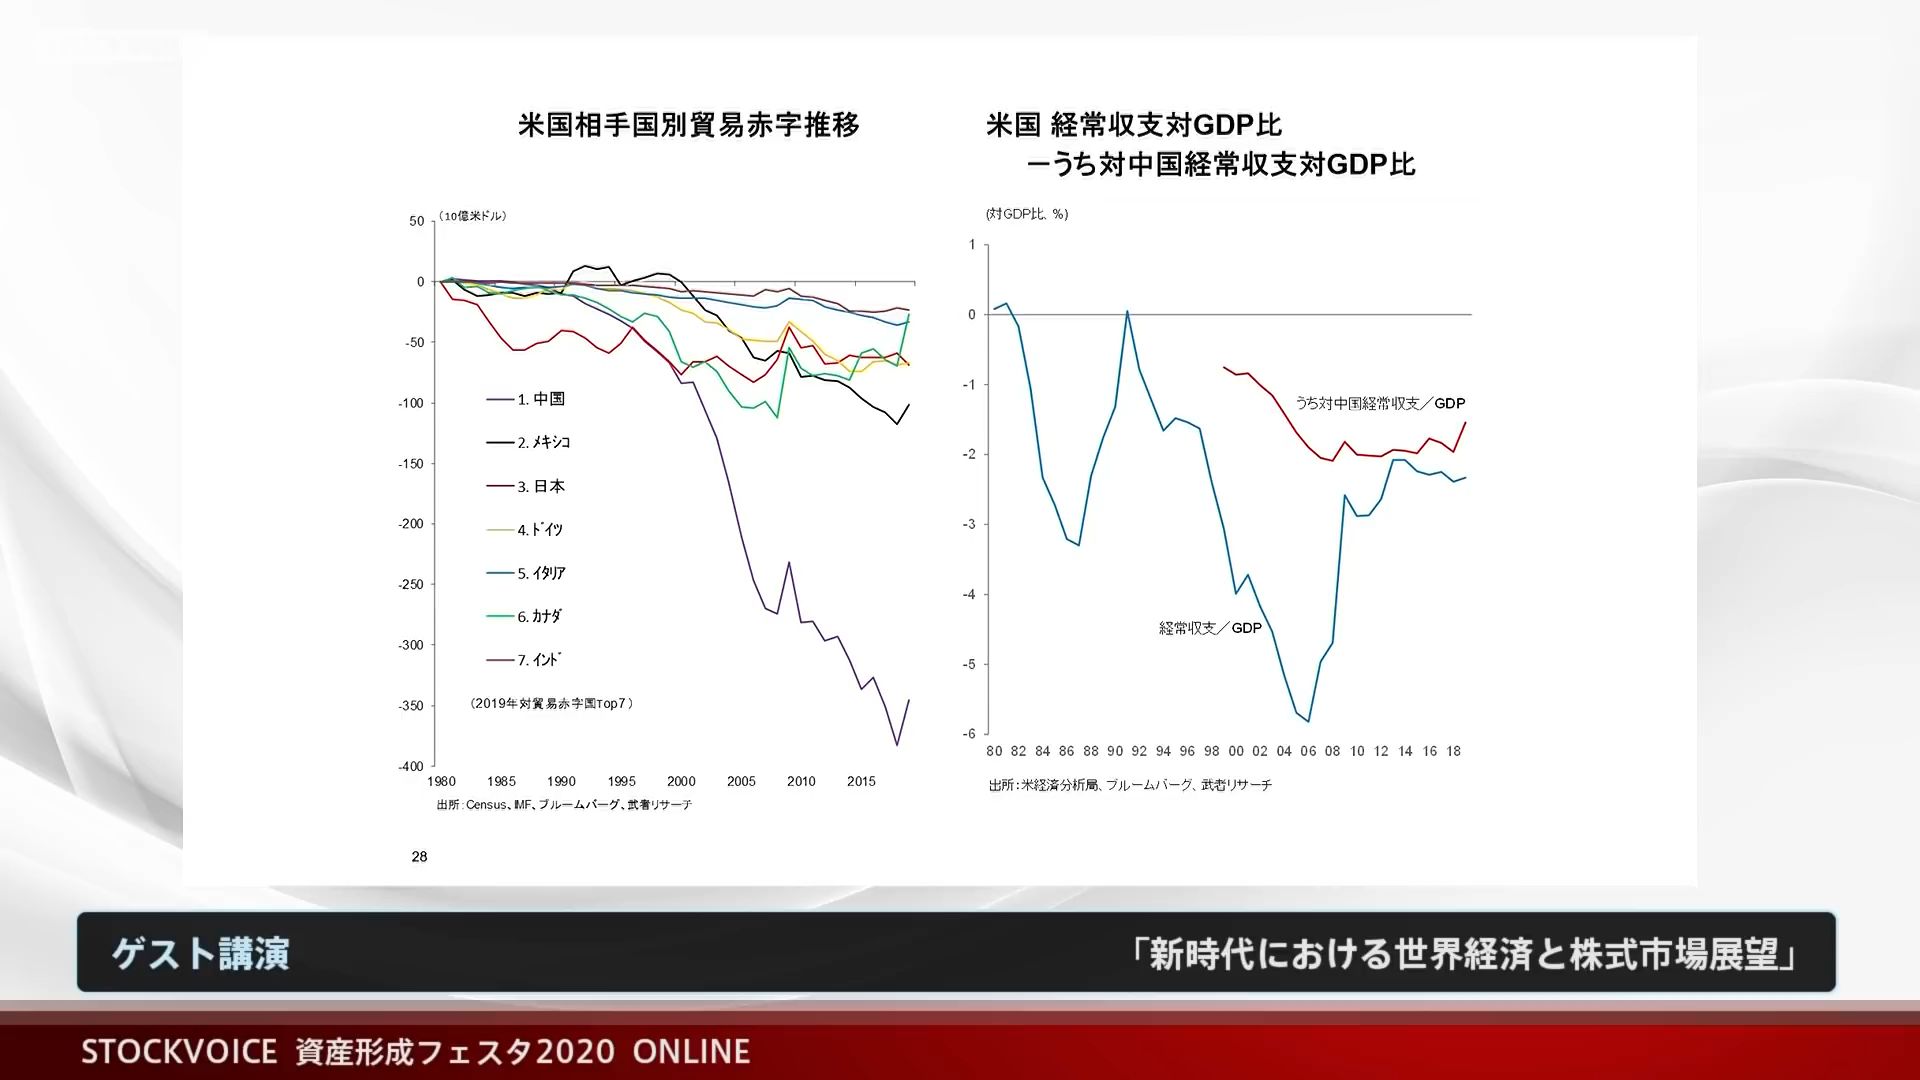 米国相手国別貿易赤字推移
（10億米ドル）
50
0
-50
-100
-150
-200
-250
-300
-350
-400
1. 中国
2. ﾒｷｼｺ
3. 日本
4. ﾄﾞｲﾂ
5. ｲﾀﾘｱ
6. ｶﾅﾀﾞ
7. ｲﾝﾄﾞ
（2019年対貿易赤字国Top7）
1980 1985 1990 1995 2000 2005 2010 2015
出所：Census、IMF、ブルームバーグ、武者リサーチ
28
米国 経常収支対GDP比
ーうち対中国経常収支対GDP比
(対GDP比、%)
1
0
-1
-2
-3
-4
-5
-6
うち対中国経常収支／GDP
経常収支／GDP
80 82 84 86 88 90 92 94 96 98 00 02 04 06 08 10 12 14 16 18
出所：米経済分析局、ブルームバーグ、武者リサーチ
ゲスト講演
「新時代における世界経済と株式市場展望」
STOCKVOICE 資産形成フェスタ2020 ONLINE